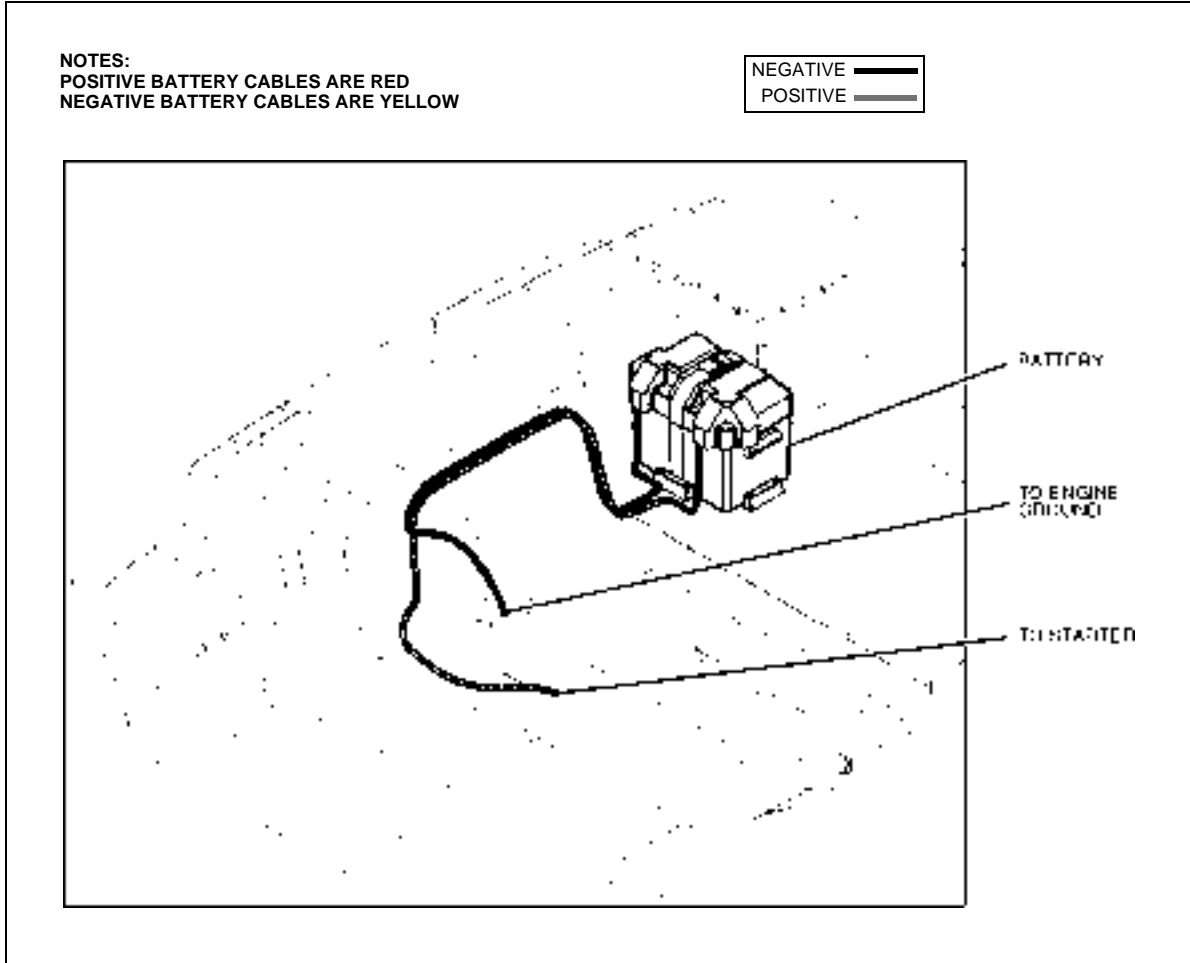 NOTES:
POSITIVE BATTERY CABLES ARE RED
NEGATIVE BATTERY CABLES ARE YELLOW
NEGATIVE
POSITIVE
BATTERY
TO ENGINE
GROUND
TO STARTER